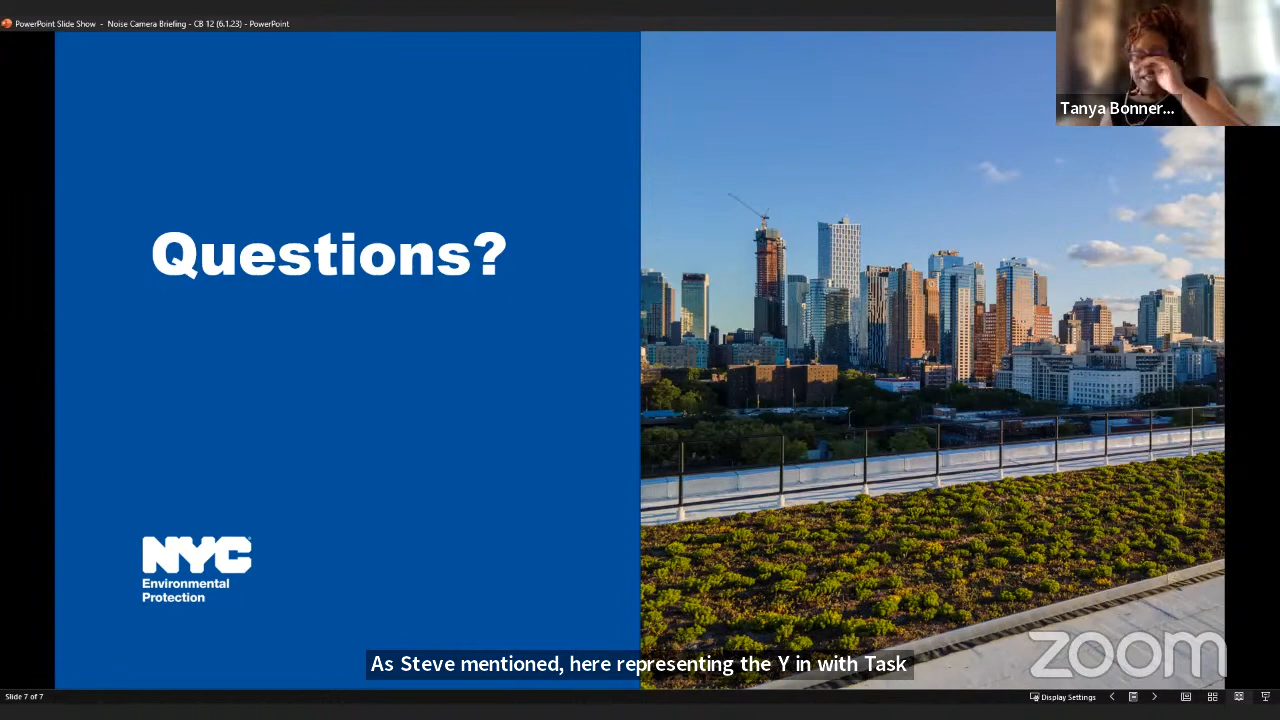 PowerPoint Slide Show - Noise Camera Briefing - CB 12 (6.1.23) - PowerPoint
Tanya Bonner...
Questions?
NYC
Environmental
Protection
As Steve mentioned, here representing the Y in with Task
zoom
Slide 7 of 7
Display Settings